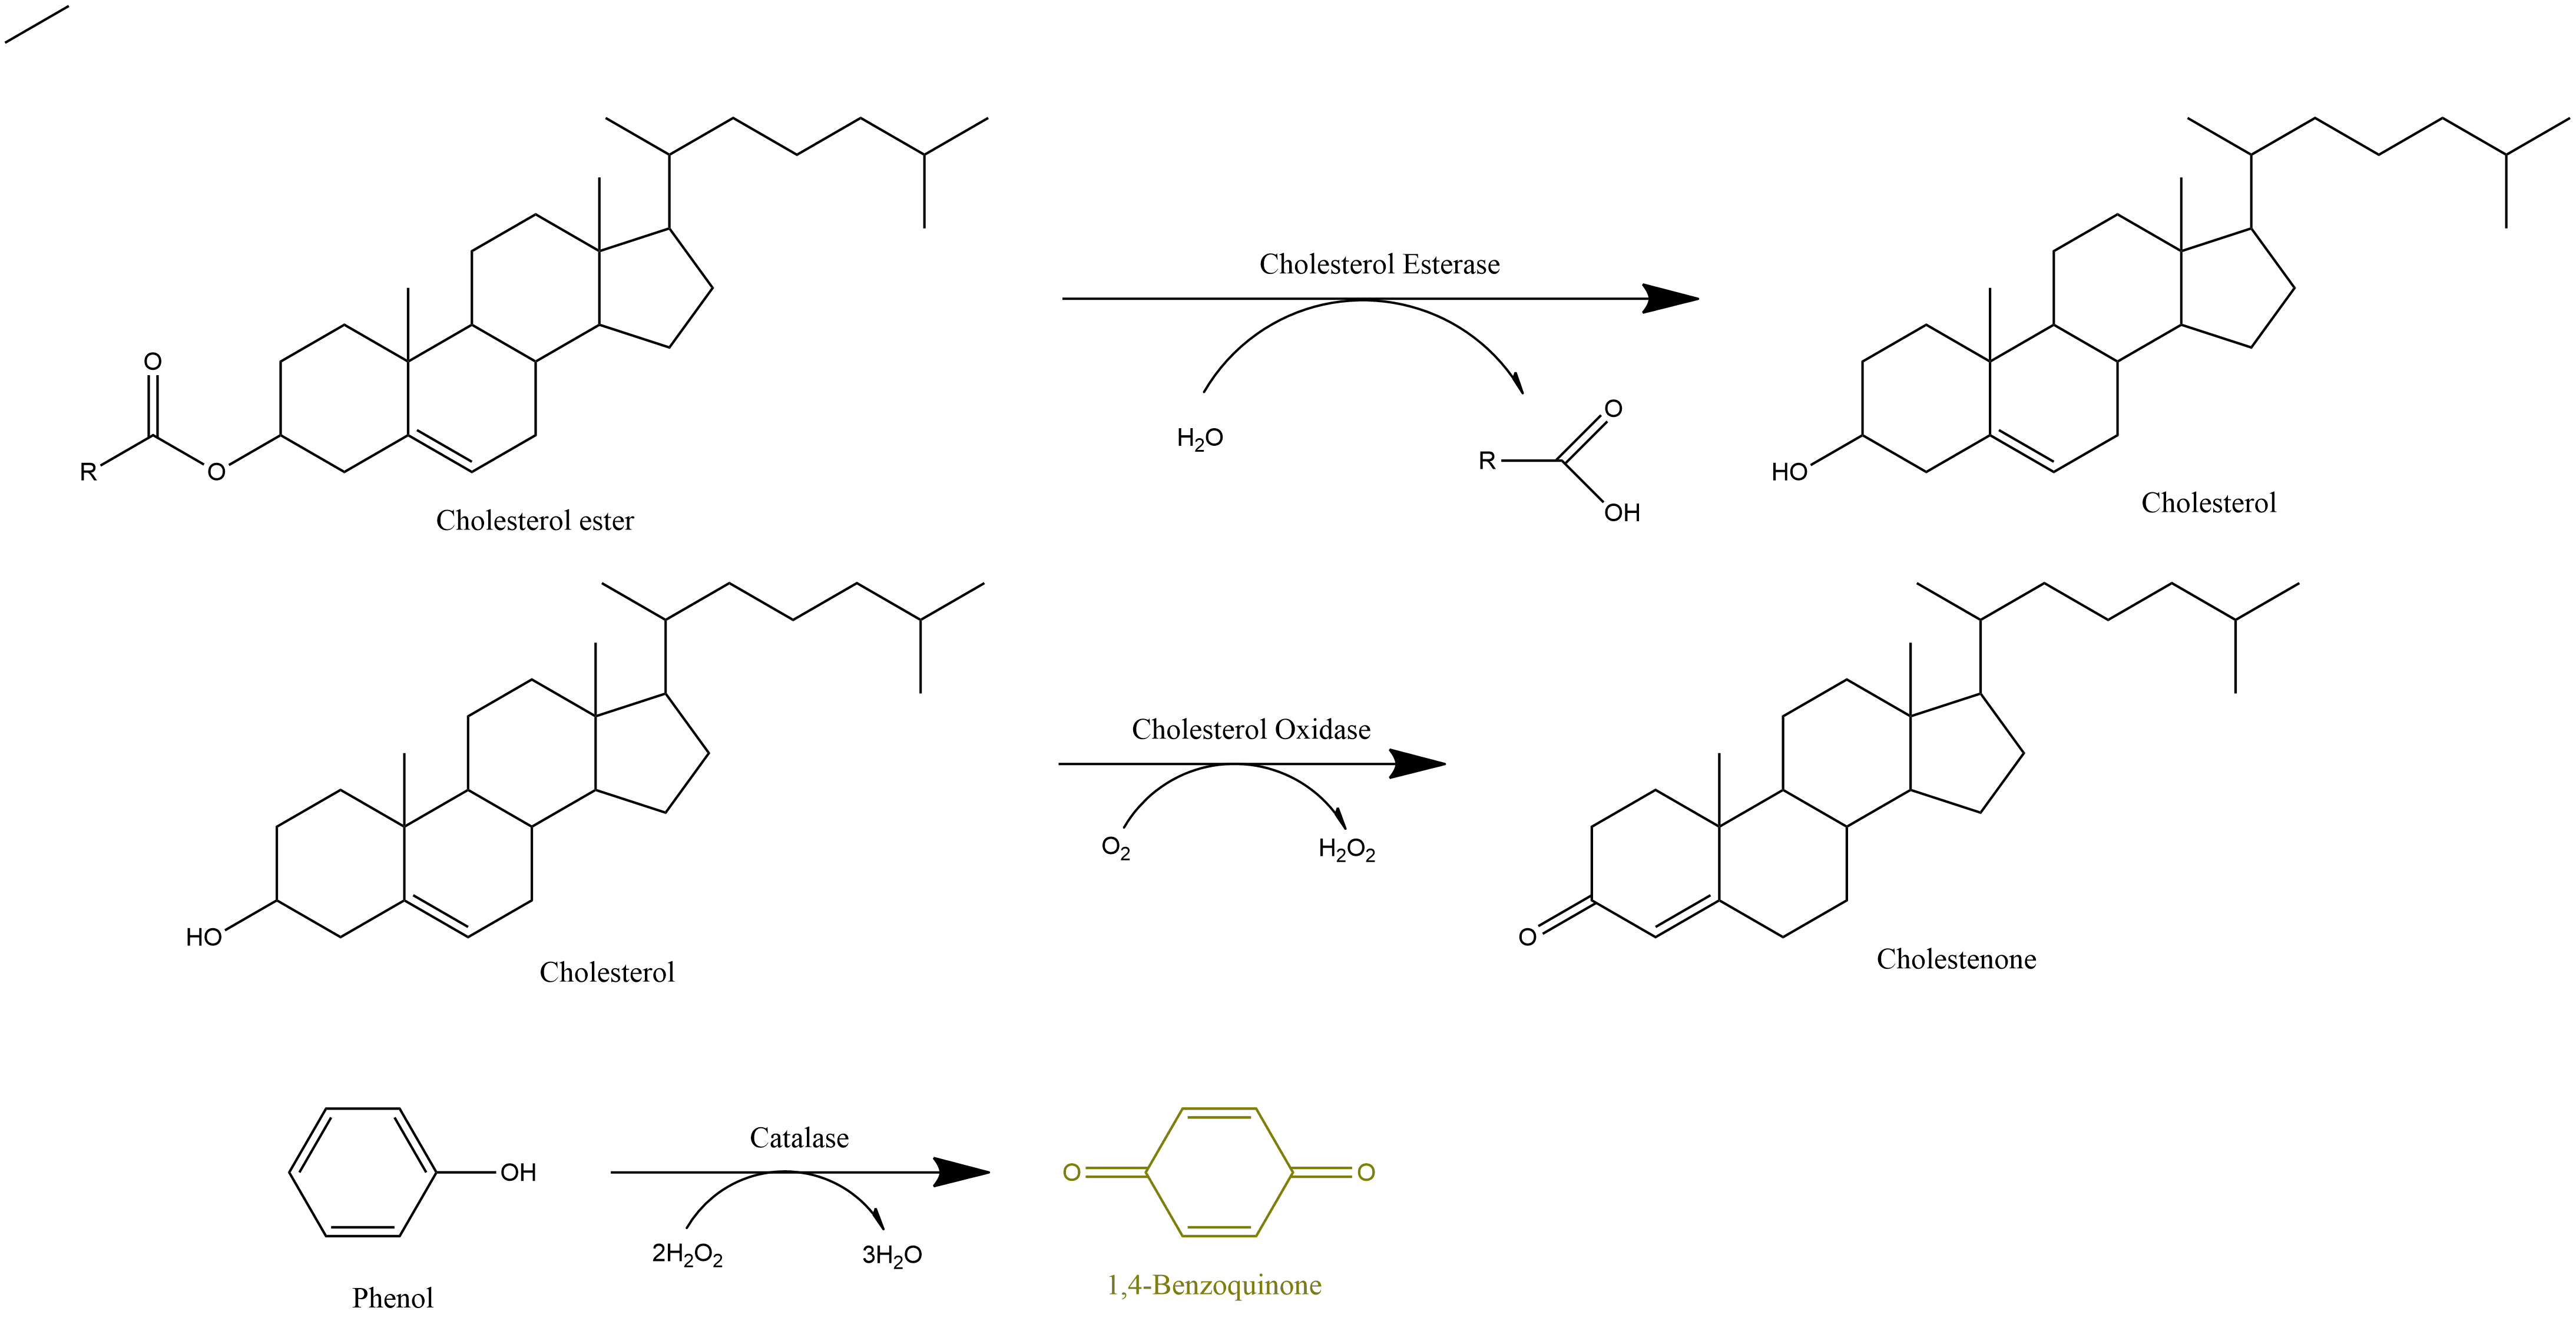 Cholesterol Esterase
O
R
O
H₂O
R
O
OH
HO
Cholesterol ester
Cholesterol
Cholesterol Oxidase
O₂
H₂O₂
HO
O
Cholesterol
Cholestenone
Catalase
OH
2H₂O₂
3H₂O
O
O
Phenol
1,4-Benzoquinone